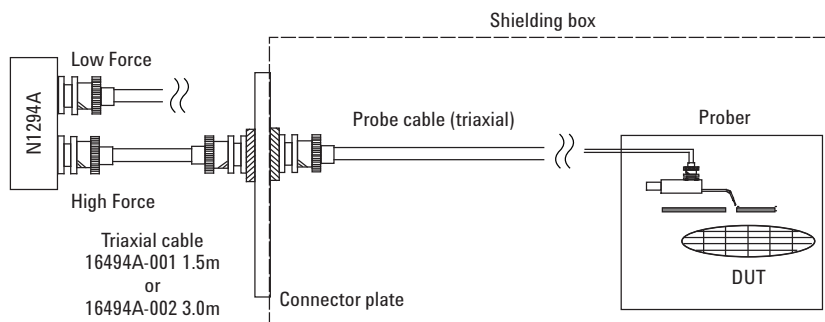 Shielding box
Low Force
N1294A
Probe cable (triaxial)
Prober
High Force
Triaxial cable
16494A-001 1.5m
or
16494A-002 3.0m
Connector plate
DUT